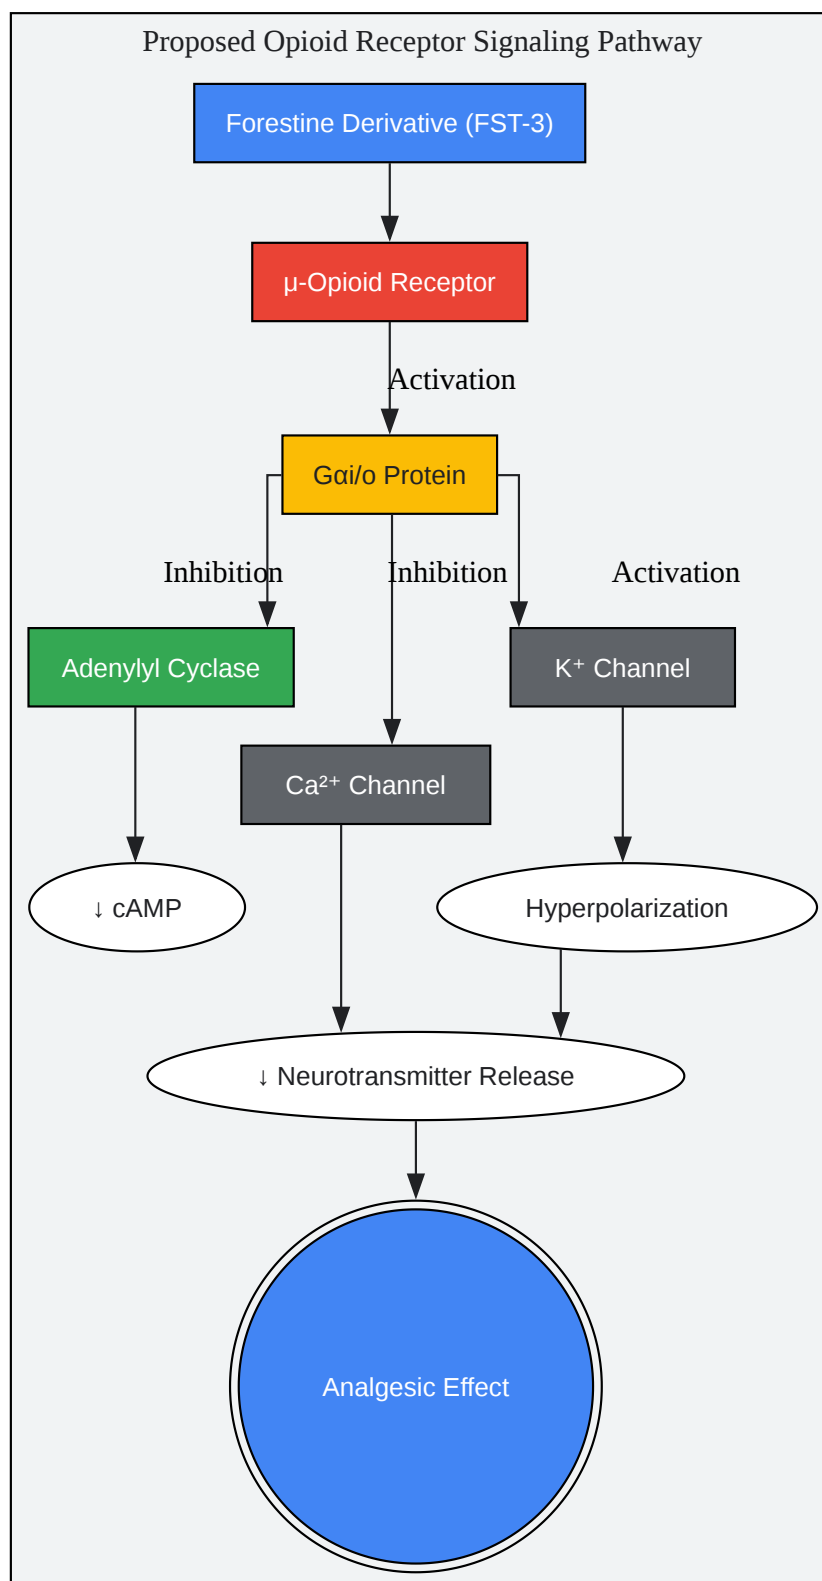 Proposed Opioid Receptor Signaling Pathway
Forestine Derivative (FST-3)
μ-Opioid Receptor
Activation
Gαi/o Protein
Inhibition
Inhibition
Activation
Adenylyl Cyclase
K⁺ Channel
Ca²⁺ Channel
↓ cAMP
Hyperpolarization
↓ Neurotransmitter Release
Analgesic Effect